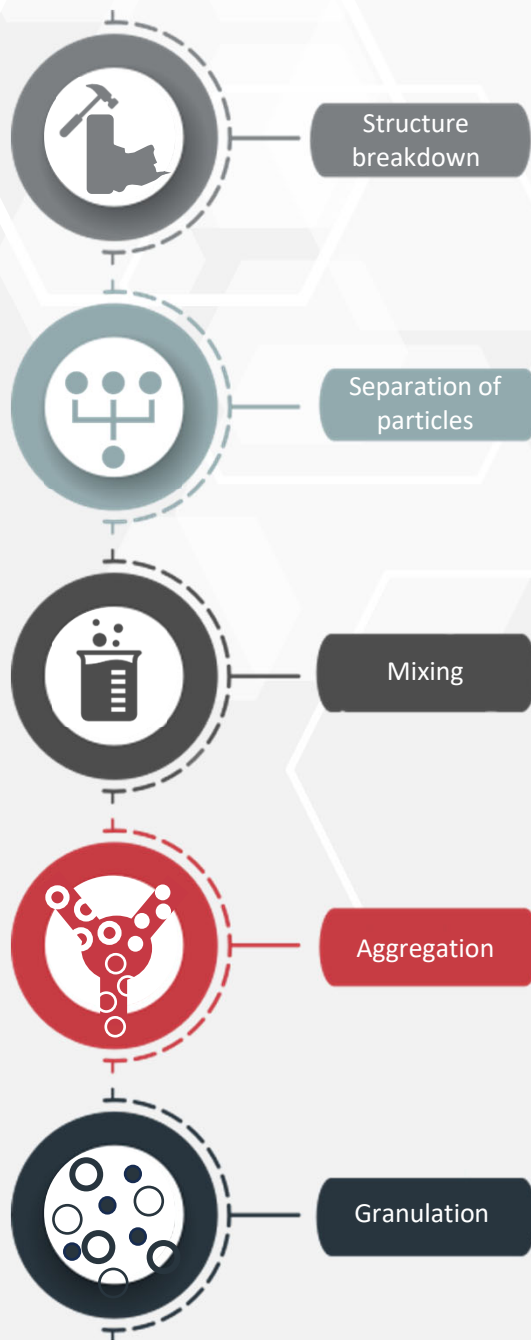 Structure
breakdown
Separation of
particles
Mixing
Aggregation
Granulation